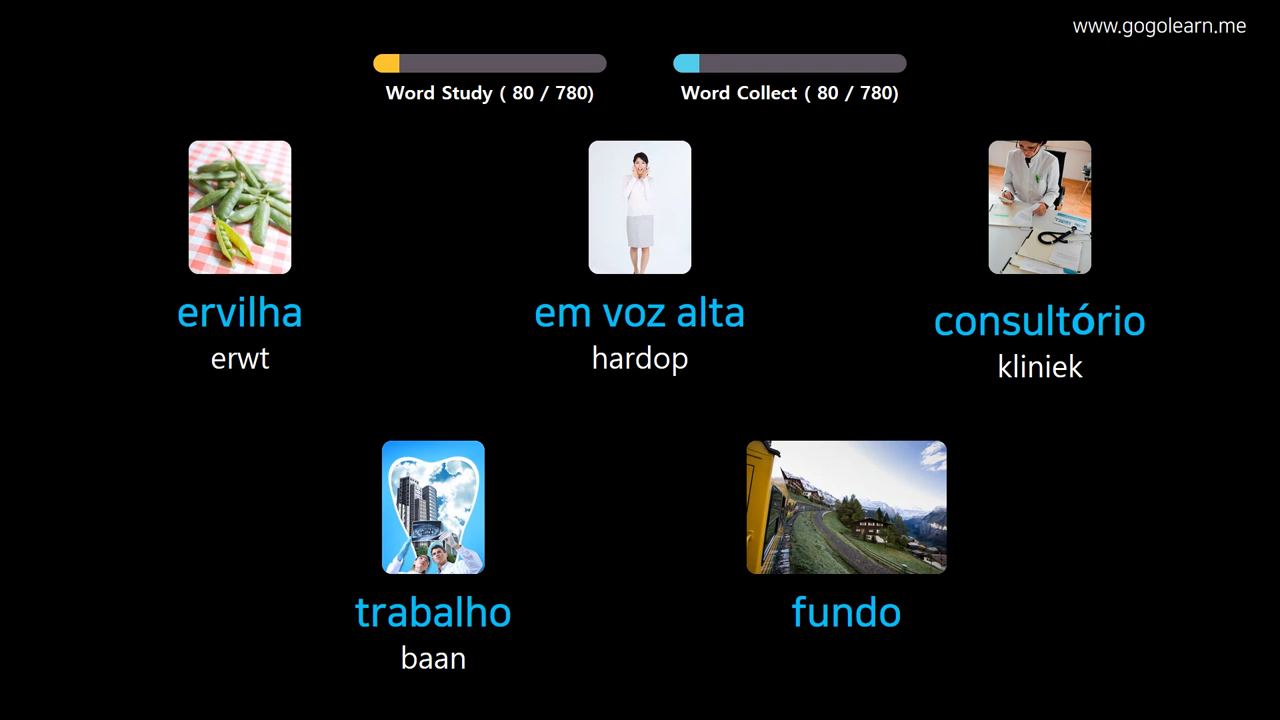 www.gogolearn.me
Word Study ( 80 / 780)
Word Collect ( 80 / 780)
ervilha
erwt
em voz alta
hardop
consultório
kliniek
trabalho
baan
fundo